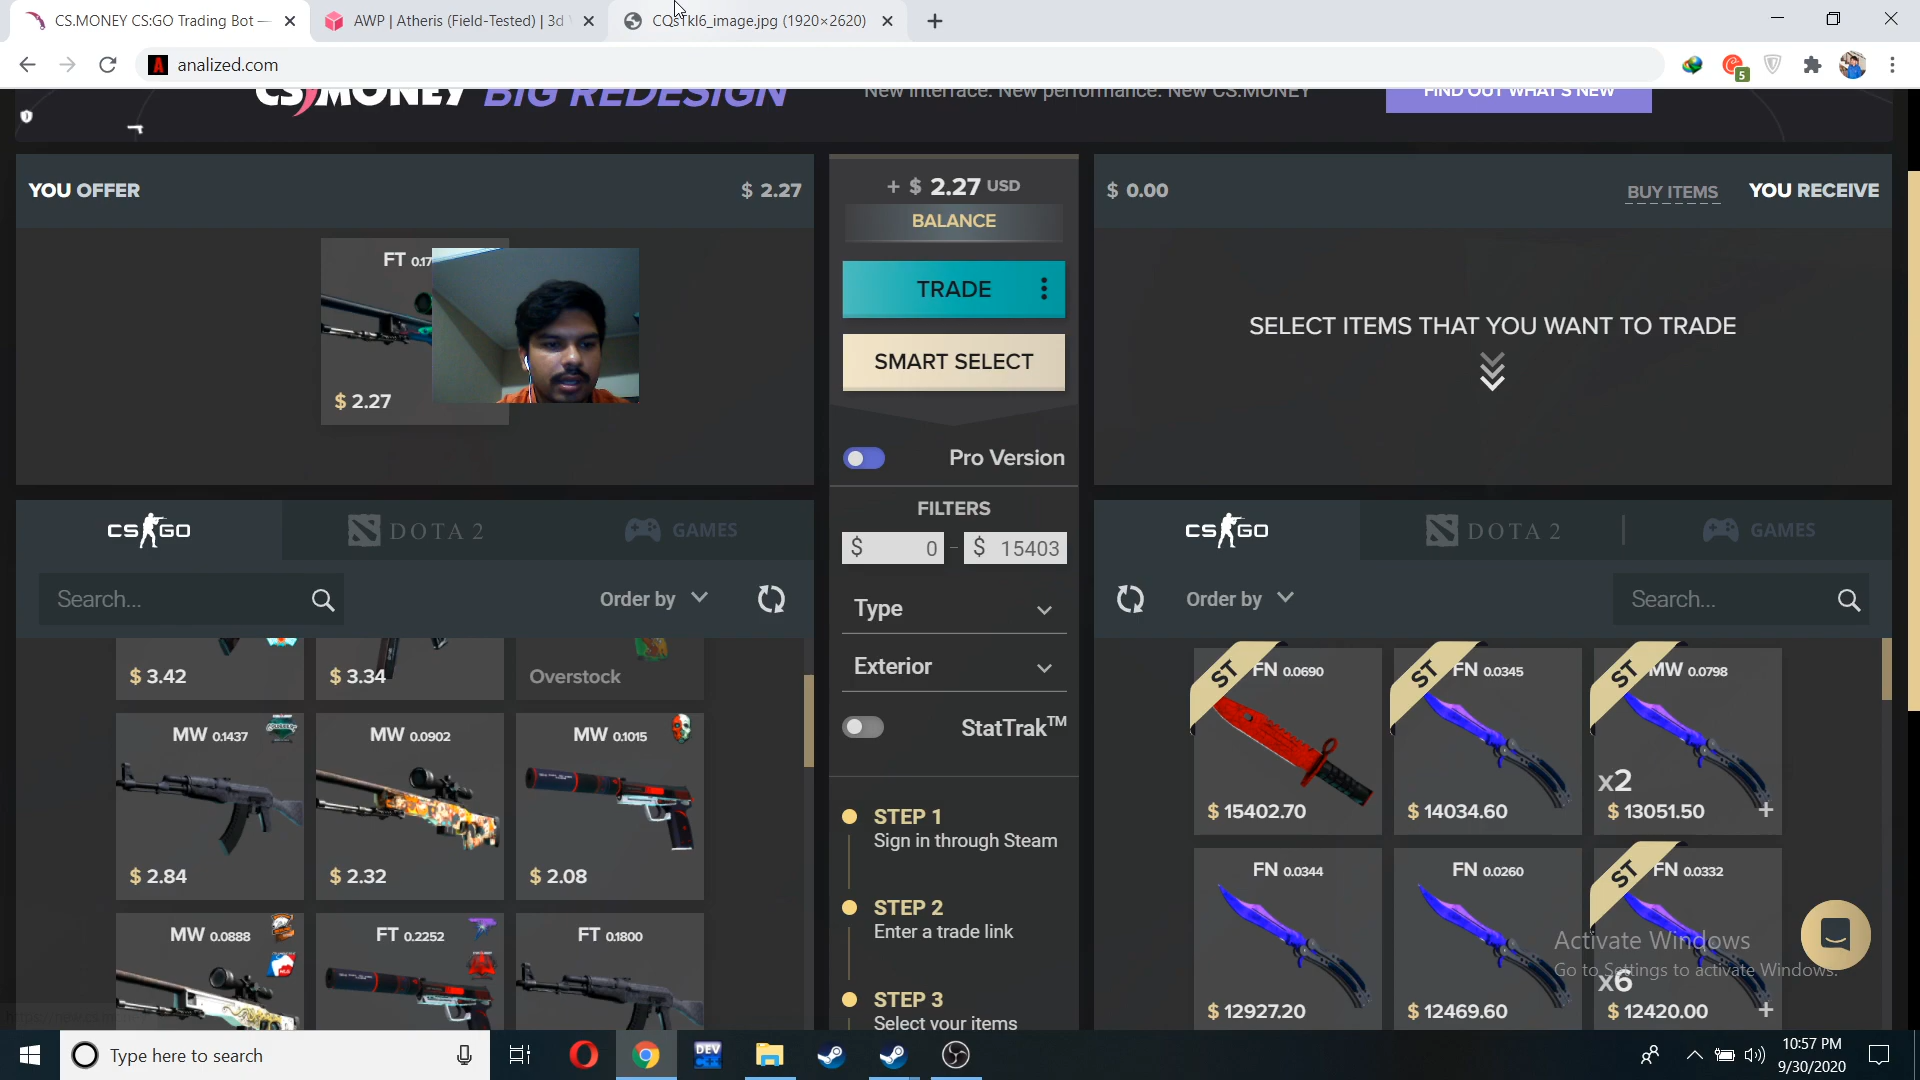 CS.MONEY CS:GO Trading Bot —
AWP | Atheris (Field-Tested) | 3d
CQsTkl6_image.jpg (1920×2620)
analized.com
5
CS.MONEY BIG REDESIGN
New interface. New performance. New CS.MONEY
FIND OUT WHAT'S NEW
YOU OFFER
$ 2.27
+ $ 2.27 USD
BALANCE
TRADE
SMART SELECT
Pro Version
FILTERS
$ 0 - $ 15403
Type
Exterior
StatTrak™
STEP 1
Sign in through Steam
STEP 2
Enter a trade link
STEP 3
Select your items
$ 0.00
BUY ITEMS
YOU RECEIVE
SELECT ITEMS THAT YOU WANT TO TRADE
FT 0.17
$ 2.27
CS GO
DOTA 2
GAMES
Search...
Order by
$ 3.42
$ 3.34
Overstock
MW 0.1437
$ 2.84
MW 0.0902
$ 2.32
MW 0.1015
$ 2.08
MW 0.0888
FT 0.2252
FT 0.1800
CS GO
DOTA 2
GAMES
Order by
Search...
ST FN 0.0690
$ 15402.70
ST FN 0.0345
$ 14034.60
ST MW 0.0798
x2
$ 13051.50 +
FN 0.0344
$ 12927.20
FN 0.0260
$ 12469.60
ST FN 0.0332
x6
$ 12420.00 +
Activate Windows
Go to Settings to activate Windows.
Type here to search
DEV
10:57 PM
9/30/2020